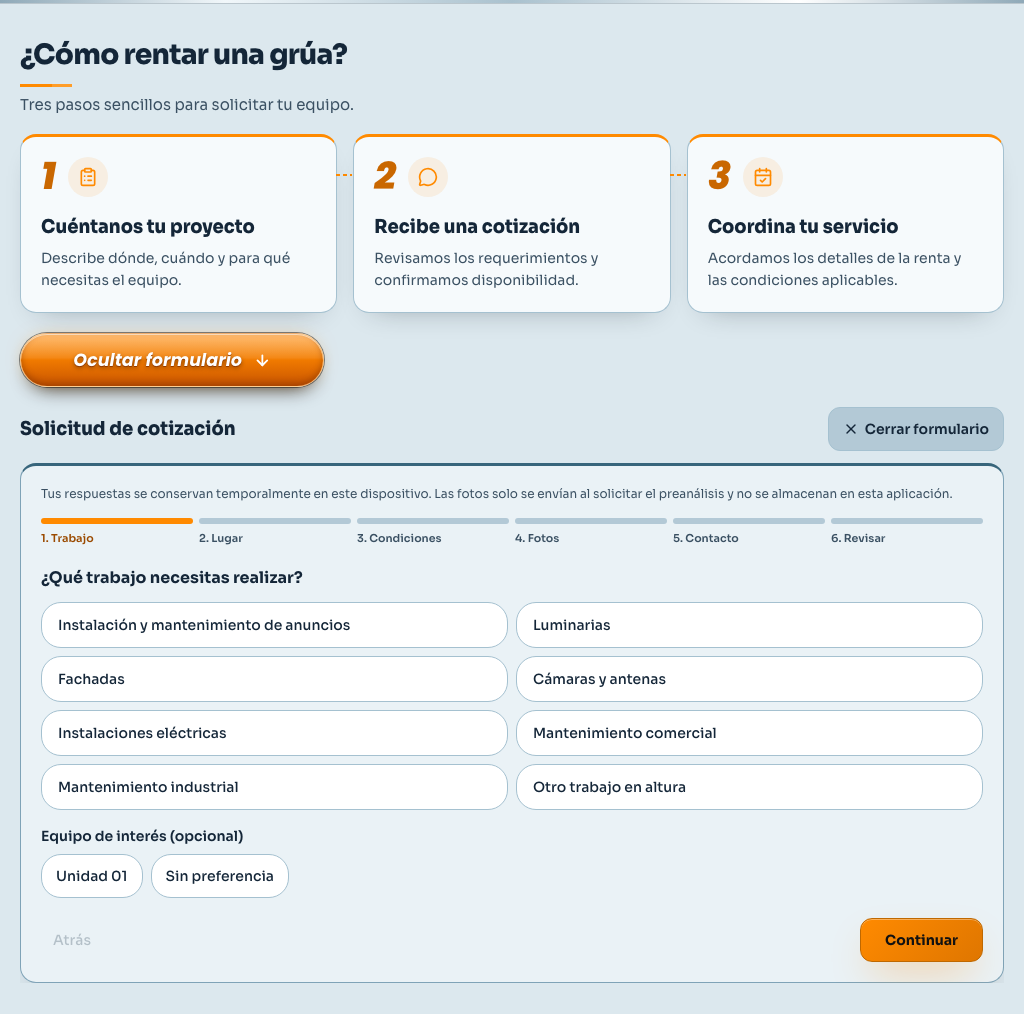 ¿Cómo rentar una grúa?
Tres pasos sencillos para solicitar tu equipo.
1
Cuéntanos tu proyecto
Describe dónde, cuándo y para qué
necesitas el equipo.
2
Recibe una cotización
Revisamos los requerimientos y
confirmamos disponibilidad.
3
Coordina tu servicio
Acordamos los detalles de la renta y
las condiciones aplicables.
Ocultar formulario ↓
Solicitud de cotización
Cerrar formulario
Tus respuestas se conservan temporalmente en este dispositivo. Las fotos solo se envían al solicitar el preanálisis y no se almacenan en esta aplicación.
1. Trabajo
2. Lugar
3. Condiciones
4. Fotos
5. Contacto
6. Revisar
¿Qué trabajo necesitas realizar?
Instalación y mantenimiento de anuncios
Luminarias
Fachadas
Cámaras y antenas
Instalaciones eléctricas
Mantenimiento comercial
Mantenimiento industrial
Otro trabajo en altura
Equipo de interés (opcional)
Unidad 01
Sin preferencia
Atrás
Continuar